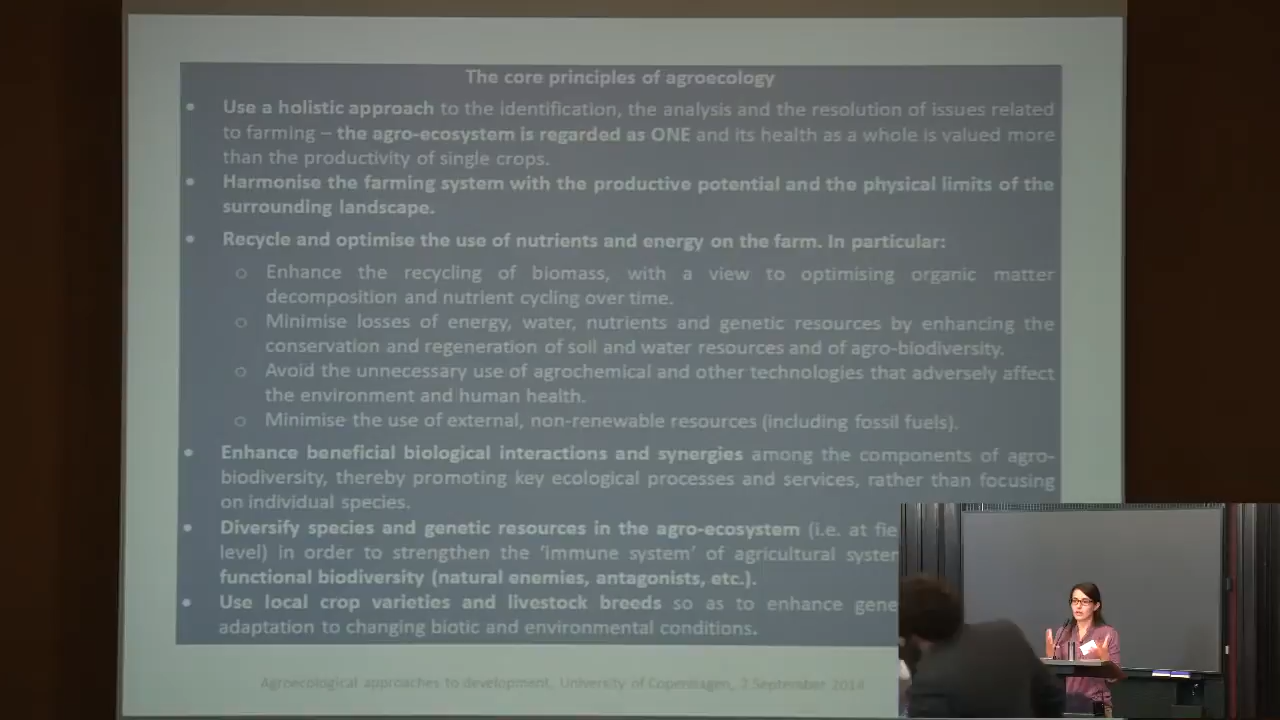 The core principles of agroecology
• Use a holistic approach to the identification, the analysis and the resolution of issues related
to farming – the agro-ecosystem is regarded as ONE and its health as a whole is valued more
than the productivity of single crops.
• Harmonise the farming system with the productive potential and the physical limits of the
surrounding landscape.
• Recycle and optimise the use of nutrients and energy on the farm. In particular:
o Enhance the recycling of biomass, with a view to optimising organic matter
decomposition and nutrient cycling over time.
o Minimise losses of energy, water, nutrients and genetic resources by enhancing the
conservation and regeneration of soil and water resources and of agro-biodiversity.
o Avoid the unnecessary use of agrochemical and other technologies that adversely affect
the environment and human health.
o Minimise the use of external, non-renewable resources (including fossil fuels).
• Enhance beneficial biological interactions and synergies among the components of agro-
biodiversity, thereby promoting key ecological processes and services, rather than focusing
on individual species.
• Diversify species and genetic resources in the agro-ecosystem (i.e. at fie
level) in order to strengthen the ‘immune system’ of agricultural system
functional biodiversity (natural enemies, antagonists, etc.).
• Use local crop varieties and livestock breeds so as to enhance gene
adaptation to changing biotic and environmental conditions.
Agroecological approaches to development, University of Copenhagen, 3 September 2014